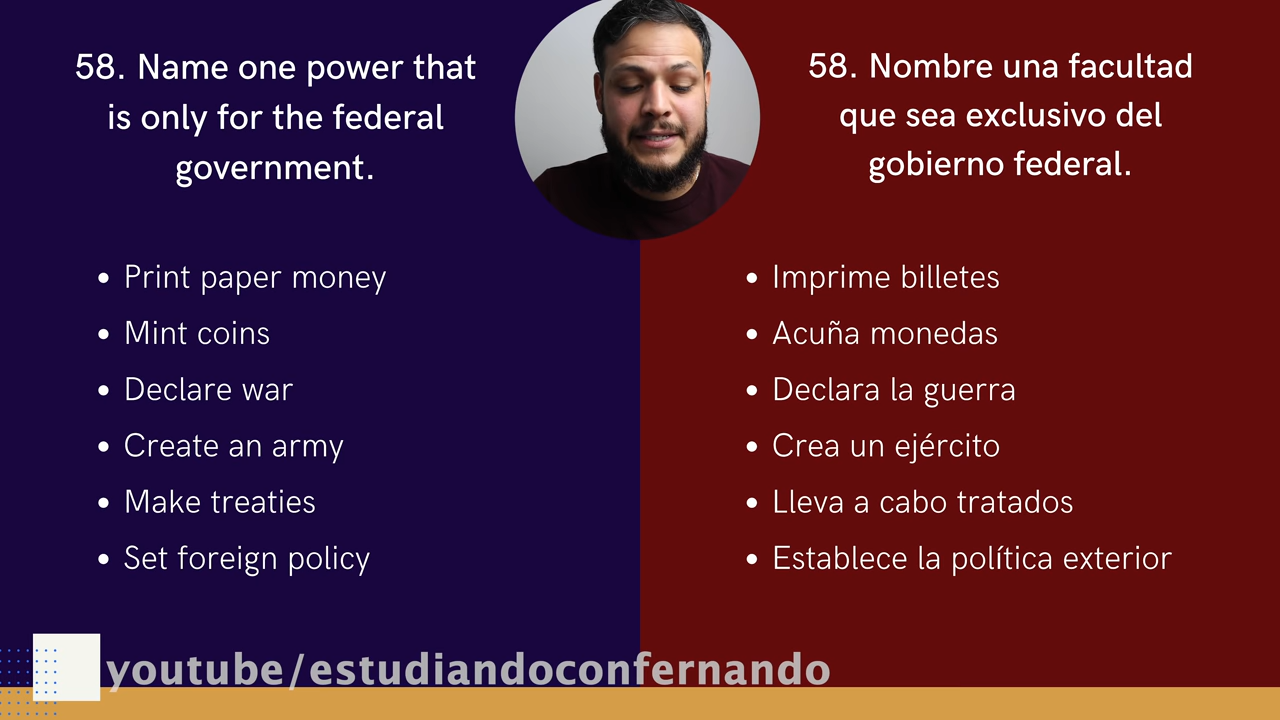 58. Name one power that
is only for the federal
government.
• Print paper money
• Mint coins
• Declare war
• Create an army
• Make treaties
• Set foreign policy
58. Nombre una facultad
que sea exclusivo del
gobierno federal.
• Imprime billetes
• Acuña monedas
• Declara la guerra
• Crea un ejército
• Lleva a cabo tratados
• Establece la política exterior
youtube/estudiandoconfernando